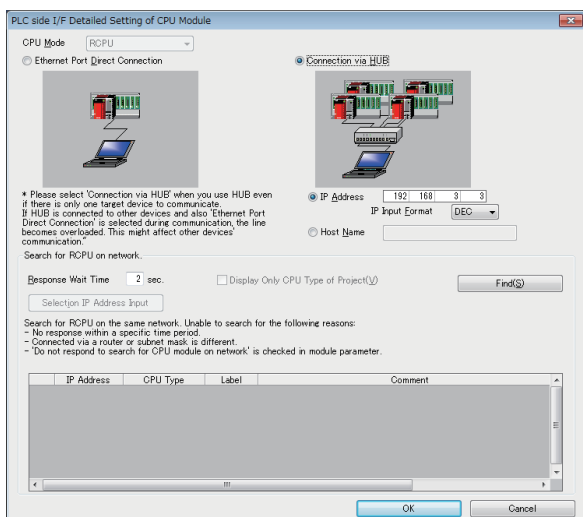 PLC side I/F Detailed Setting of CPU Module
CPU Mode RCPU
Ethernet Port Direct Connection
Connection via HUB
* Please select 'Connection via HUB' when you use HUB even
if there is only one target device to communicate.
If HUB is connected to other devices and also 'Ethernet Port
Direct Connection' is selected during communication, the line
becomes overloaded. This might affect other devices'
communication."
IP Address 192 168 3 3
IP Input Format DEC
Host Name
Search for RCPU on network.
Response Wait Time 2 sec.
Display Only CPU Type of Project(V)
Find(S)
Selection IP Address Input
Search for RCPU on the same network. Unable to search for the following reasons:
- No response within a specific time period.
- Connected via a router or subnet mask is different.
- 'Do not respond to search for CPU module on network' is checked in module parameter.
IP Address CPU Type Label Comment
OK Cancel